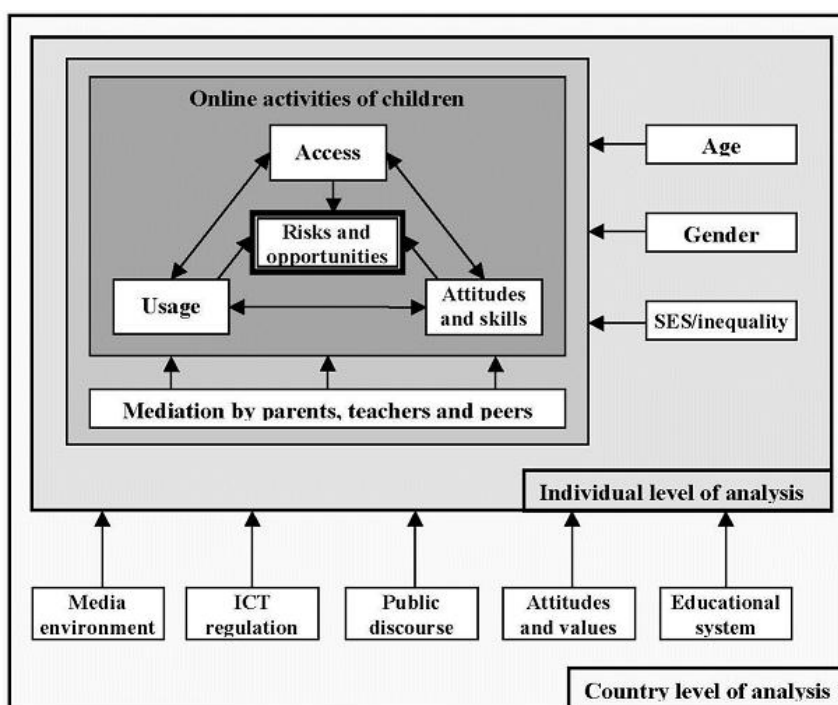 Online activities of children
Access
Risks and
opportunities
Usage
Attitudes
and skills
Mediation by parents, teachers and peers
Age
Gender
SES/inequality
Individual level of analysis
Media
environment
ICT
regulation
Public
discourse
Attitudes
and values
Educational
system
Country level of analysis